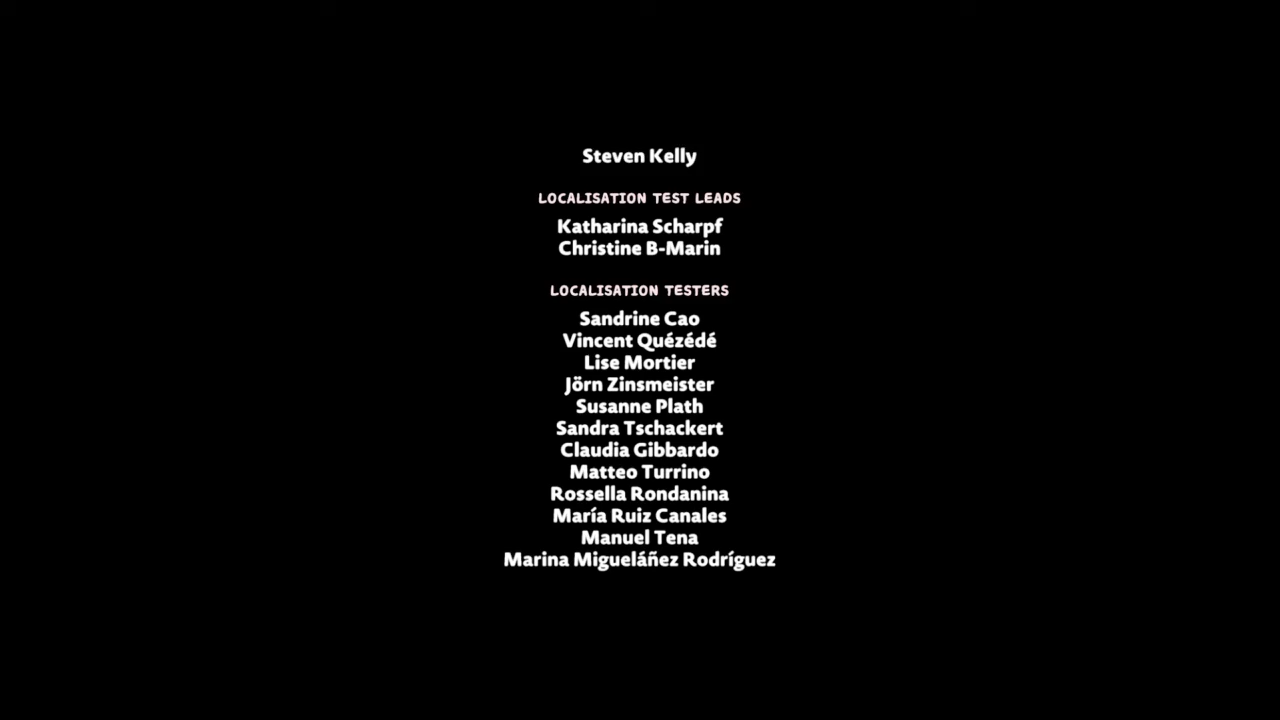 Steven Kelly
LOCALISATION TEST LEADS
Katharina Scharpf
Christine B-Marin
LOCALISATION TESTERS
Sandrine Cao
Vincent Quézédé
Lise Mortier
Jörn Zinsmeister
Susanne Plath
Sandra Tschackert
Claudia Gibbardo
Matteo Turrino
Rossella Rondanina
María Ruiz Canales
Manuel Tena
Marina Migueláñez Rodríguez